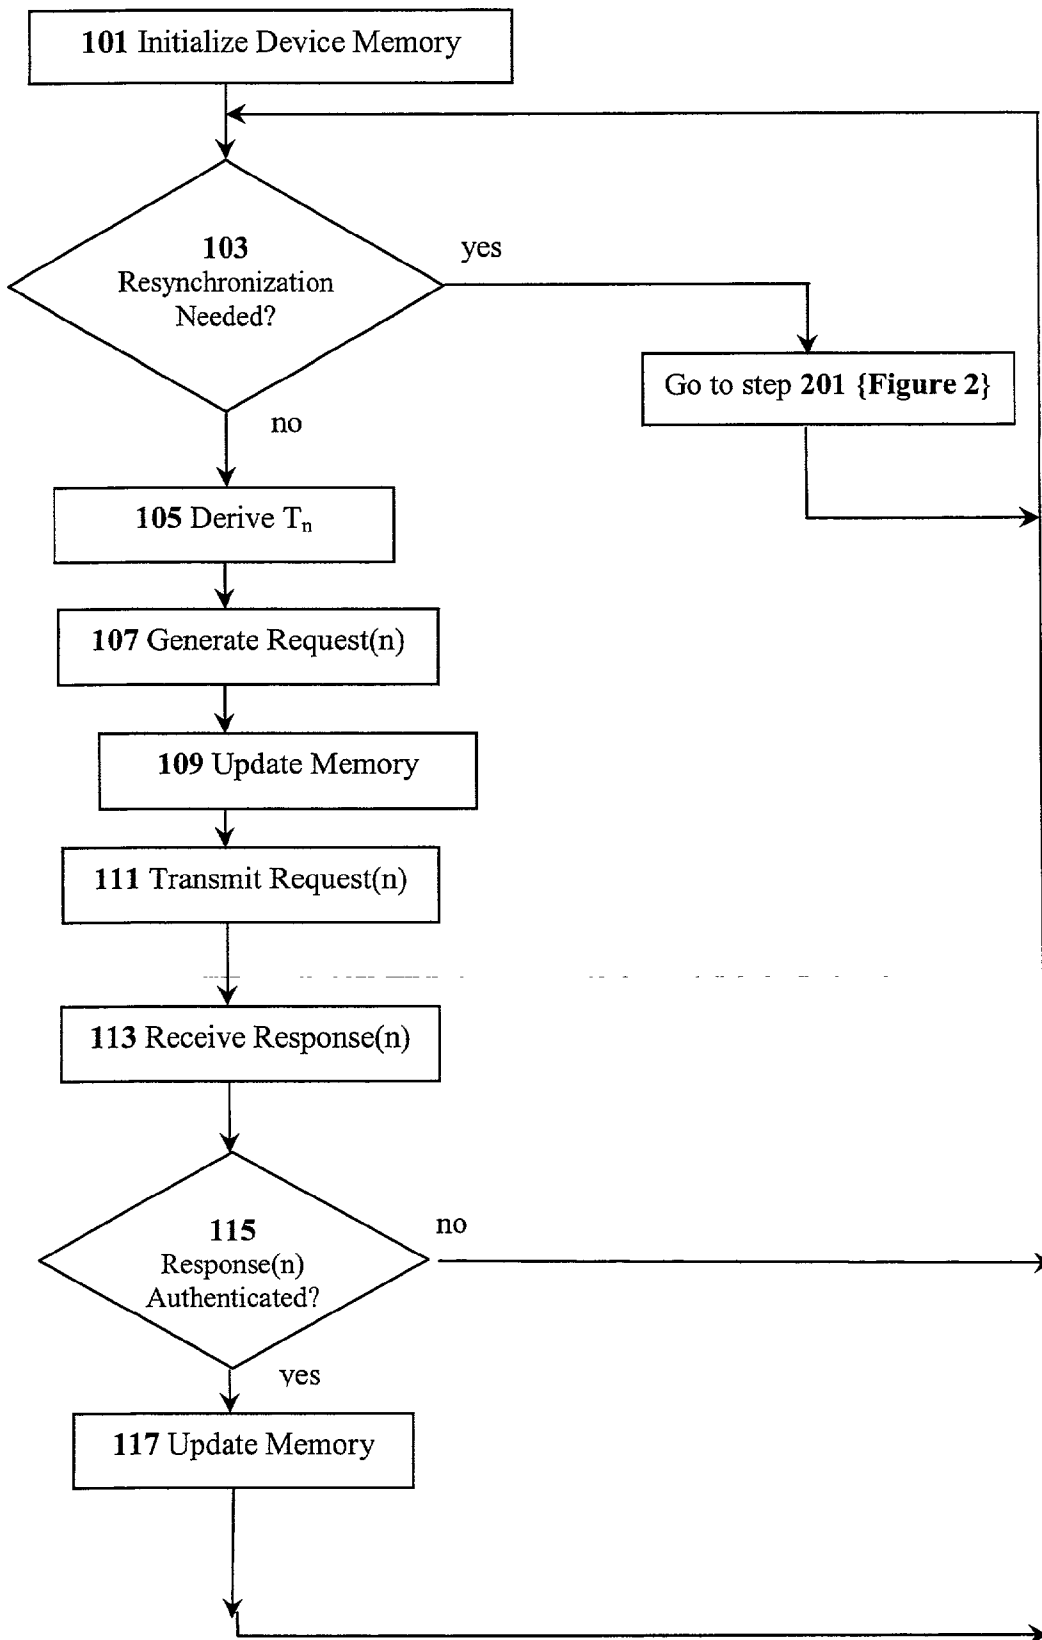 101 Initialize Device Memory
103
Resynchronization
Needed?
yes
Go to step 201 {Figure 2}
no
105 Derive Tn
107 Generate Request(n)
109 Update Memory
111 Transmit Request(n)
113 Receive Response(n)
115
Response(n)
Authenticated?
no
yes
117 Update Memory